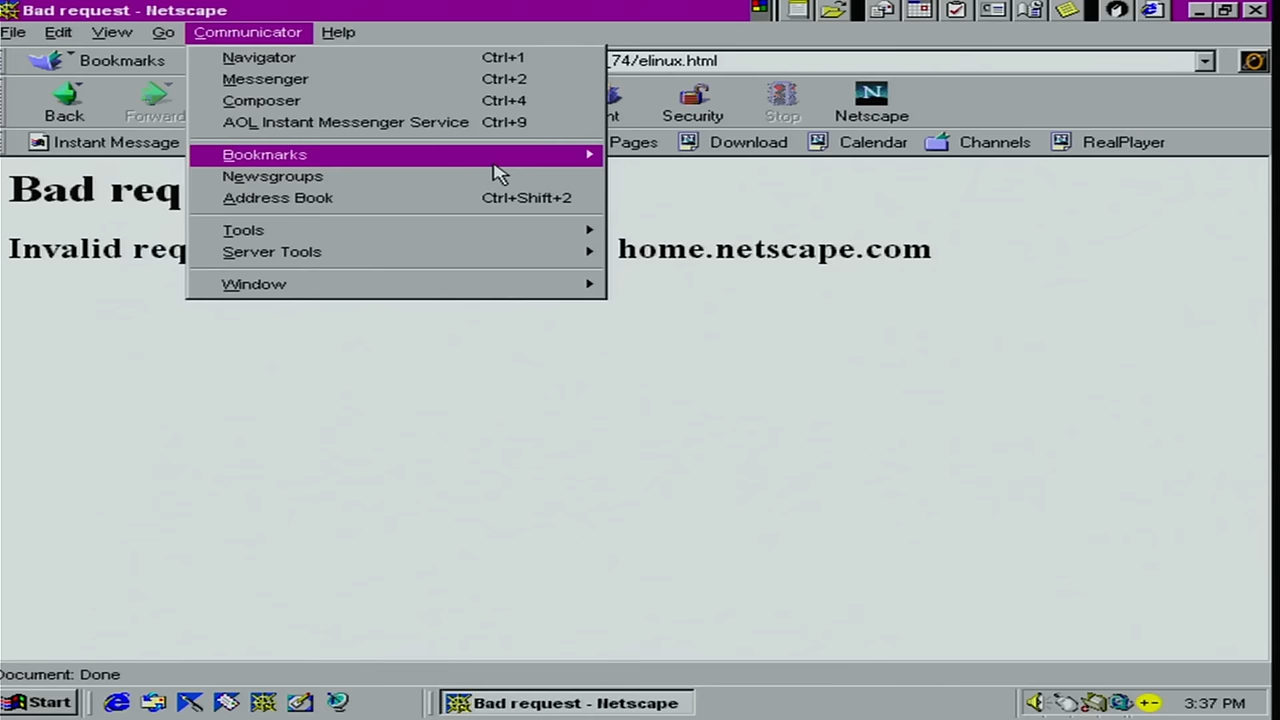 Bad request - Netscape
File Edit View Go Communicator Help
Bookmarks
_74/elinux.html
Navigator Ctrl+1
Messenger Ctrl+2
Composer Ctrl+4
AOL Instant Messenger Service Ctrl+9
Bookmarks
Newsgroups
Address Book Ctrl+Shift+2
Tools
Server Tools
Window
Back Forward nt Security Stop Netscape
Instant Message Pages Download Calendar Channels RealPlayer
Bad req
Invalid req home.netscape.com
Document: Done
Start Bad request - Netscape 3:37 PM